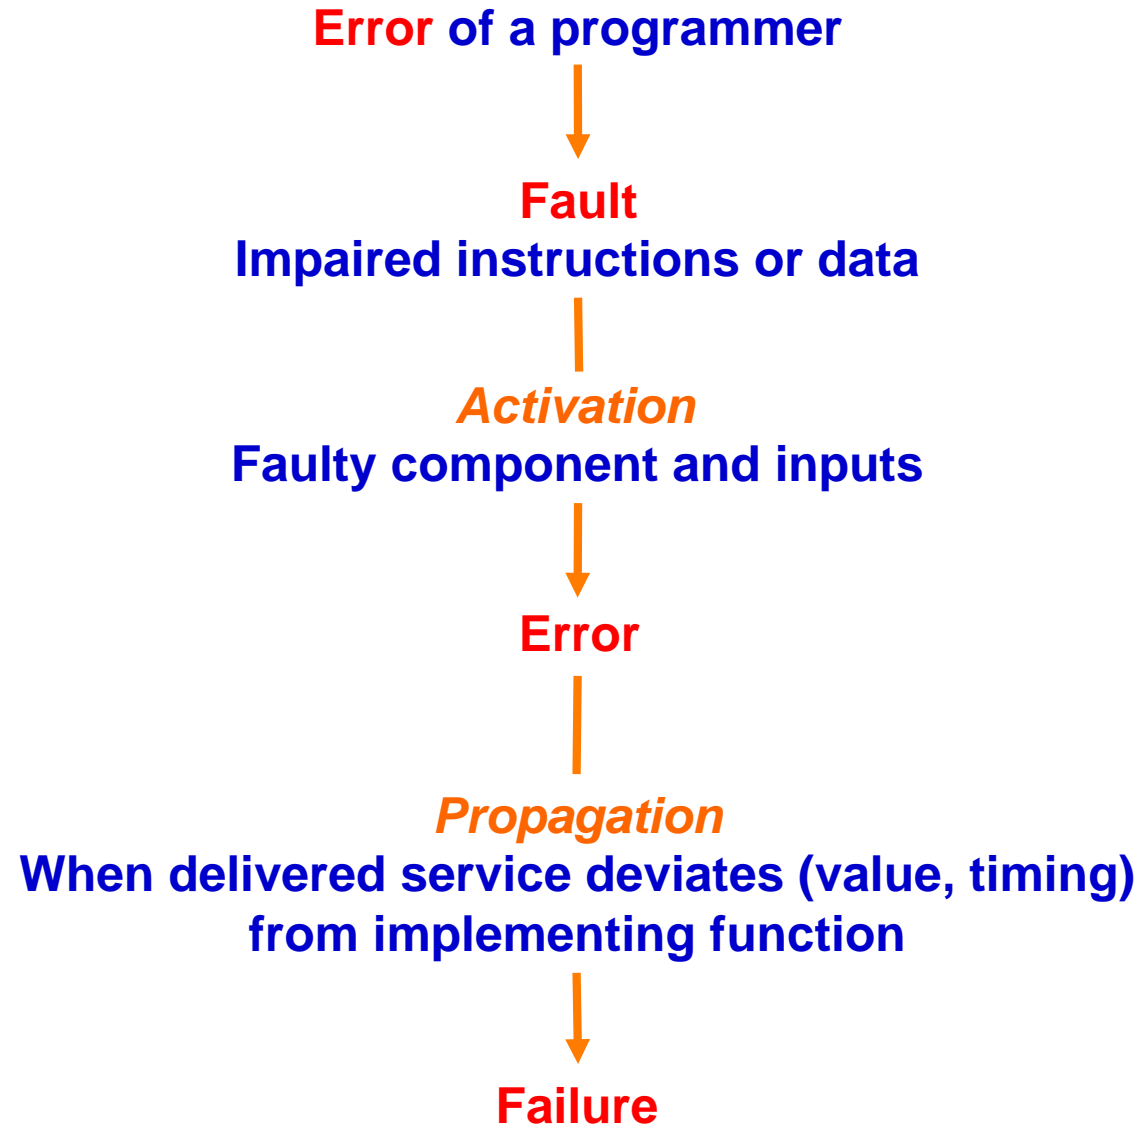 Error of a programmer
Fault
Impaired instructions or data
Activation
Faulty component and inputs
Error
Propagation
When delivered service deviates (value, timing)
from implementing function
Failure